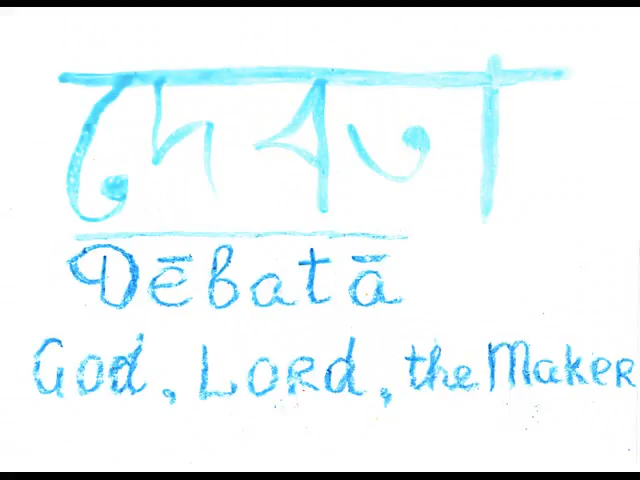 দেবতা
Dēbatā
God, Lord, the Maker